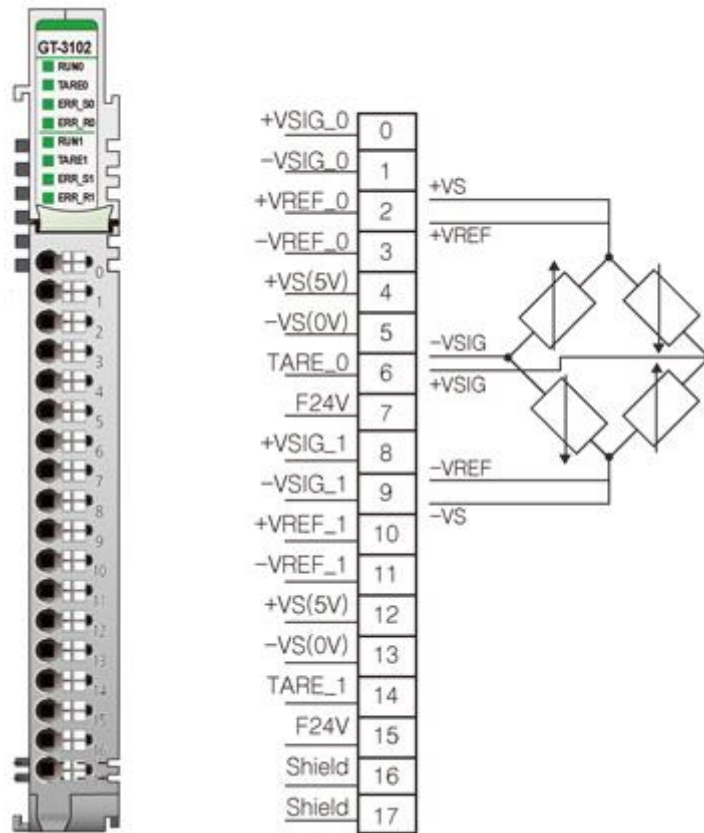 GT-3102
RUN0
TARE0
ERR_S0
ERR_R0
RUN1
TARE1
ERR_S1
ERR_R1
0
1
2
3
4
5
6
7
8
9
10
11
12
13
14
15
16
+VSIG_0 0
-VSIG_0 1
+VREF_0 2
-VREF_0 3
+VS(5V) 4
-VS(0V) 5
TARE_0 6
F24V 7
+VSIG_1 8
-VSIG_1 9
+VREF_1 10
-VREF_1 11
+VS(5V) 12
-VS(0V) 13
TARE_1 14
F24V 15
Shield 16
Shield 17
+VS
+VREF
-VSIG
+VSIG
-VREF
-VS